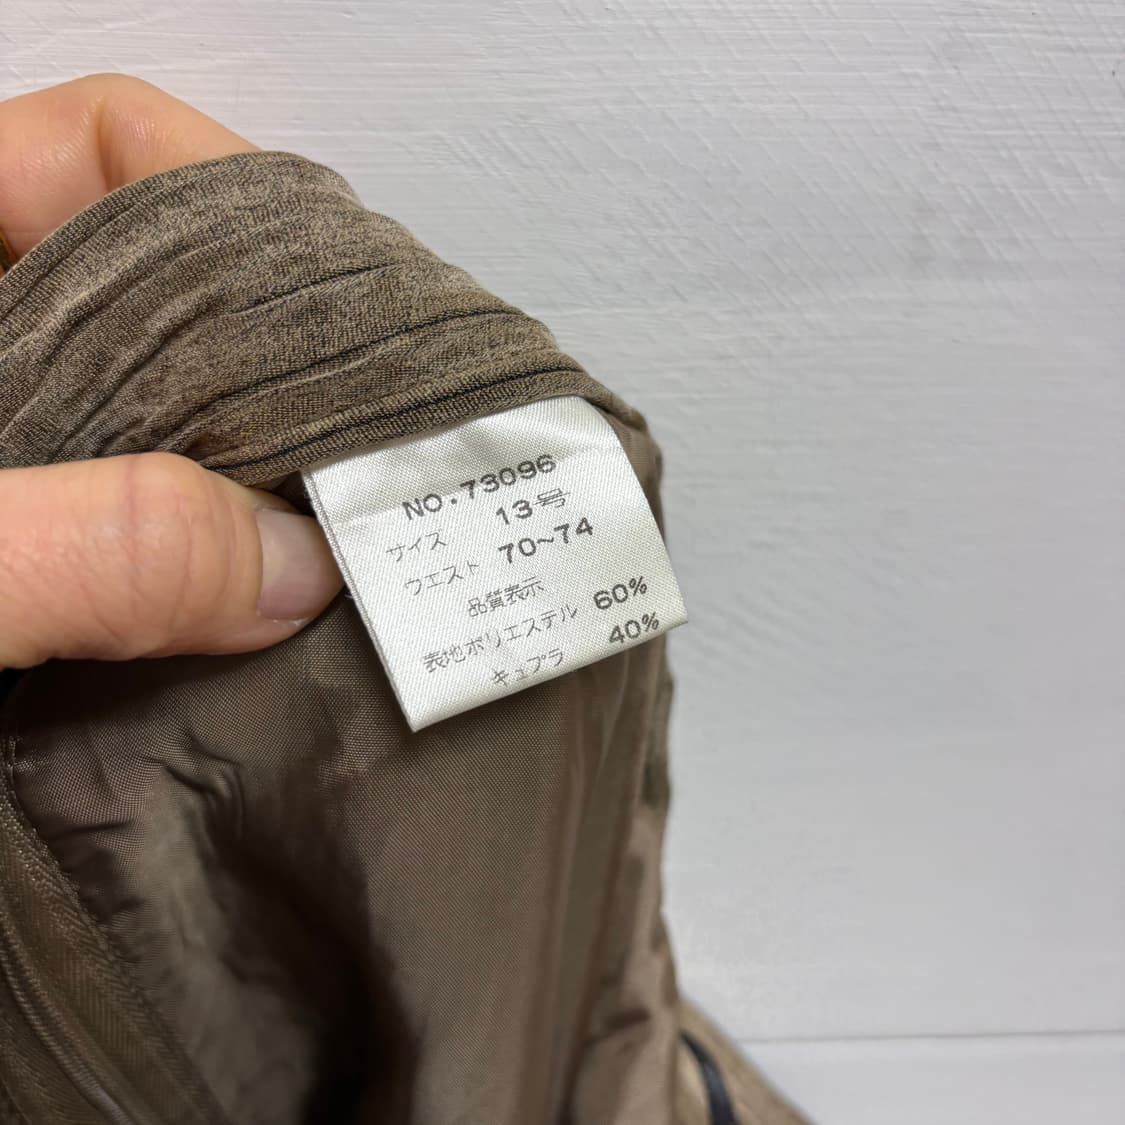 NO.73096
サイズ 13号
ウエスト 70~74
品質表示
表地ポリエステル 60%
キュプラ 40%